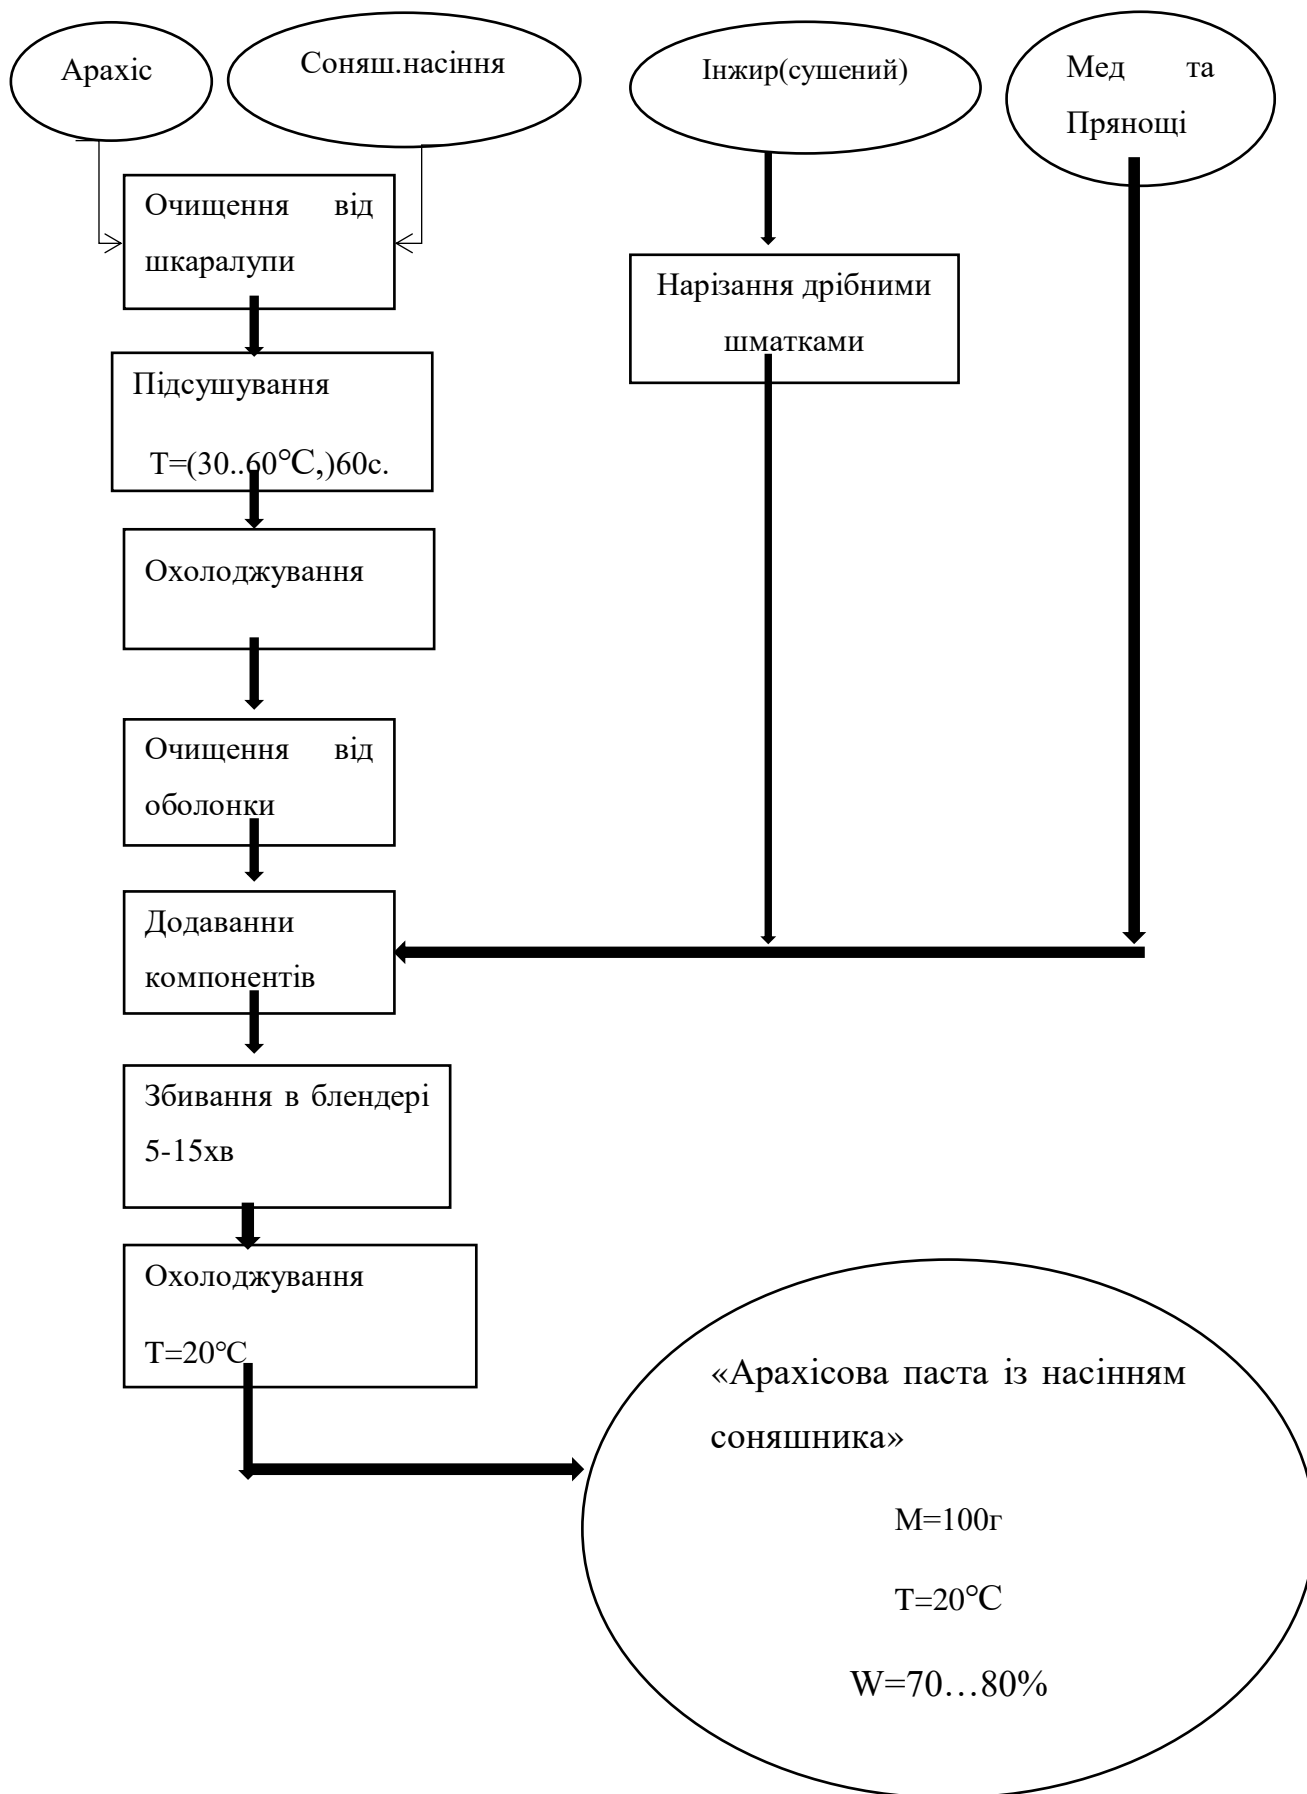 Арахіс
Соняш.насіння
Інжир(сушений)
Мед та
Прянощі
Очищення від
шкаралупи
Нарізання дрібними
шматками
Підсушування
Т=(30..60℃,)60с.
Охолоджування
Очищення від
оболонки
Додаванни
компонентів
Збивання в блендері
5-15хв
Охолоджування
Т=20℃
«Арахісова паста із насінням
соняшника»
М=100г
Т=20℃
W=70…80%